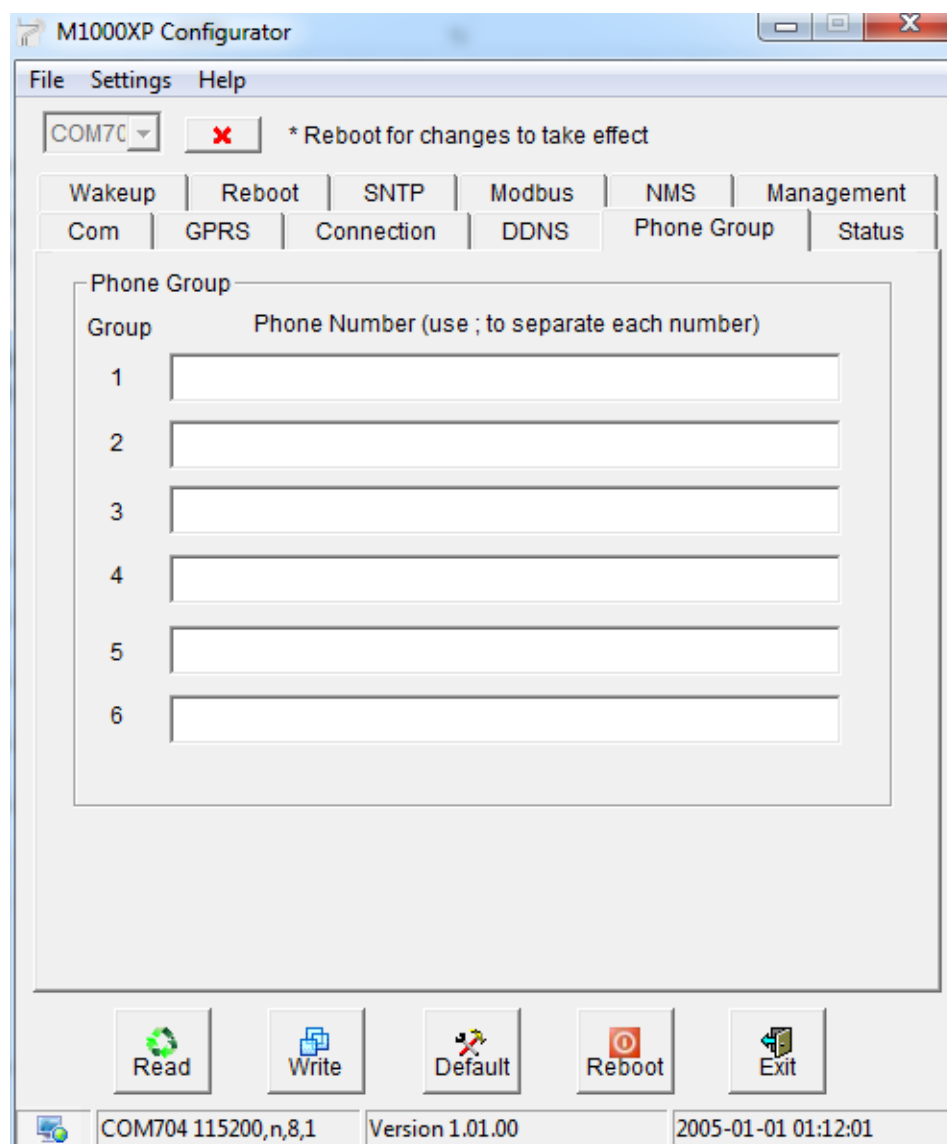 M1000XP Configurator
File Settings Help
COM70 * Reboot for changes to take effect
Wakeup Reboot SNTP Modbus NMS Management
Com GPRS Connection DDNS Phone Group Status
Phone Group
Group Phone Number (use ; to separate each number)
1
2
3
4
5
6
Read Write Default Reboot Exit
COM704 115200,n,8,1 Version 1.01.00 2005-01-01 01:12:01